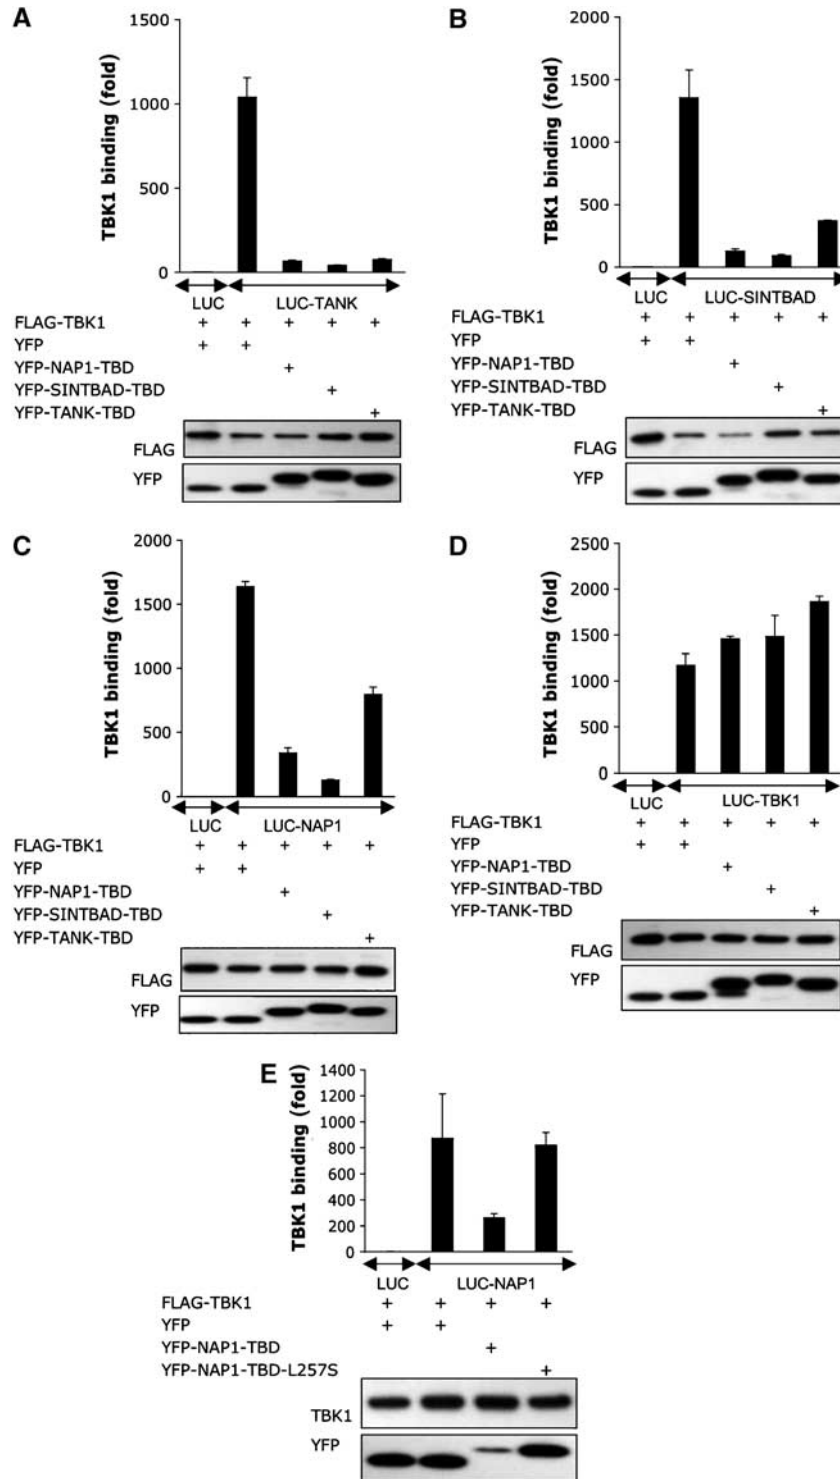 A
TBK1 binding (fold)
1500
1000
500
0
LUC
LUC-TANK
FLAG-TBK1 + + + + +
YFP + +
YFP-NAP1-TBD +
YFP-SINTBAD-TBD +
YFP-TANK-TBD +
FLAG
YFP
B
TBK1 binding (fold)
2000
1500
1000
500
0
LUC
LUC-SINTBAD
FLAG-TBK1 + + + + +
YFP + +
YFP-NAP1-TBD +
YFP-SINTBAD-TBD +
YFP-TANK-TBD +
FLAG
YFP
C
TBK1 binding (fold)
2000
1500
1000
500
0
LUC
LUC-NAP1
FLAG-TBK1 + + + + +
YFP + +
YFP-NAP1-TBD +
YFP-SINTBAD-TBD +
YFP-TANK-TBD +
FLAG
YFP
D
TBK1 binding (fold)
2500
2000
1500
1000
500
0
LUC
LUC-TBK1
FLAG-TBK1 + + + + +
YFP + +
YFP-NAP1-TBD +
YFP-SINTBAD-TBD +
YFP-TANK-TBD +
FLAG
YFP
E
TBK1 binding (fold)
1400
1200
1000
800
600
400
200
0
LUC
LUC-NAP1
FLAG-TBK1 + + + +
YFP + +
YFP-NAP1-TBD +
YFP-NAP1-TBD-L257S +
TBK1
YFP